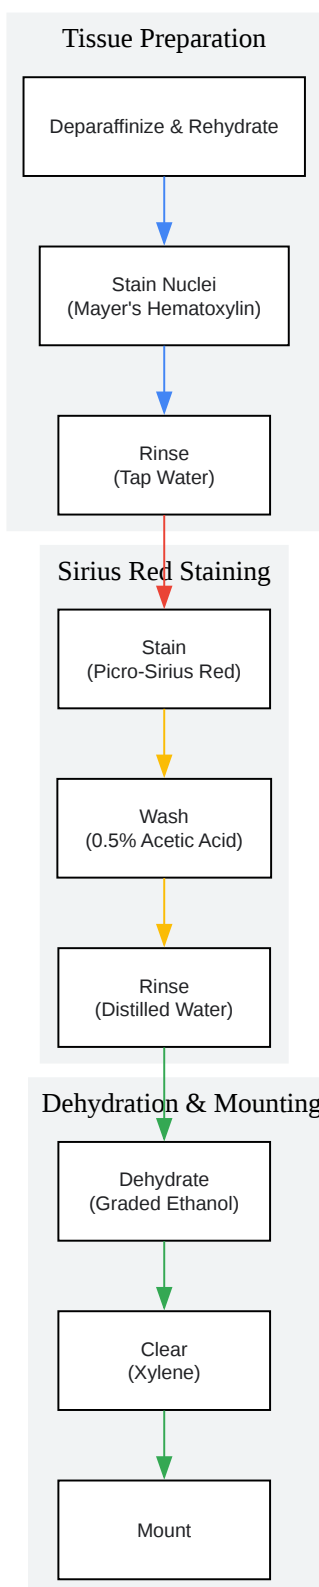 Tissue Preparation
Deparaffinize & Rehydrate
Stain Nuclei
(Mayer's Hematoxylin)
Rinse
(Tap Water)
Sirius Red Staining
Stain
(Picro-Sirius Red)
Wash
(0.5% Acetic Acid)
Rinse
(Distilled Water)
Dehydration & Mounting
Dehydrate
(Graded Ethanol)
Clear
(Xylene)
Mount